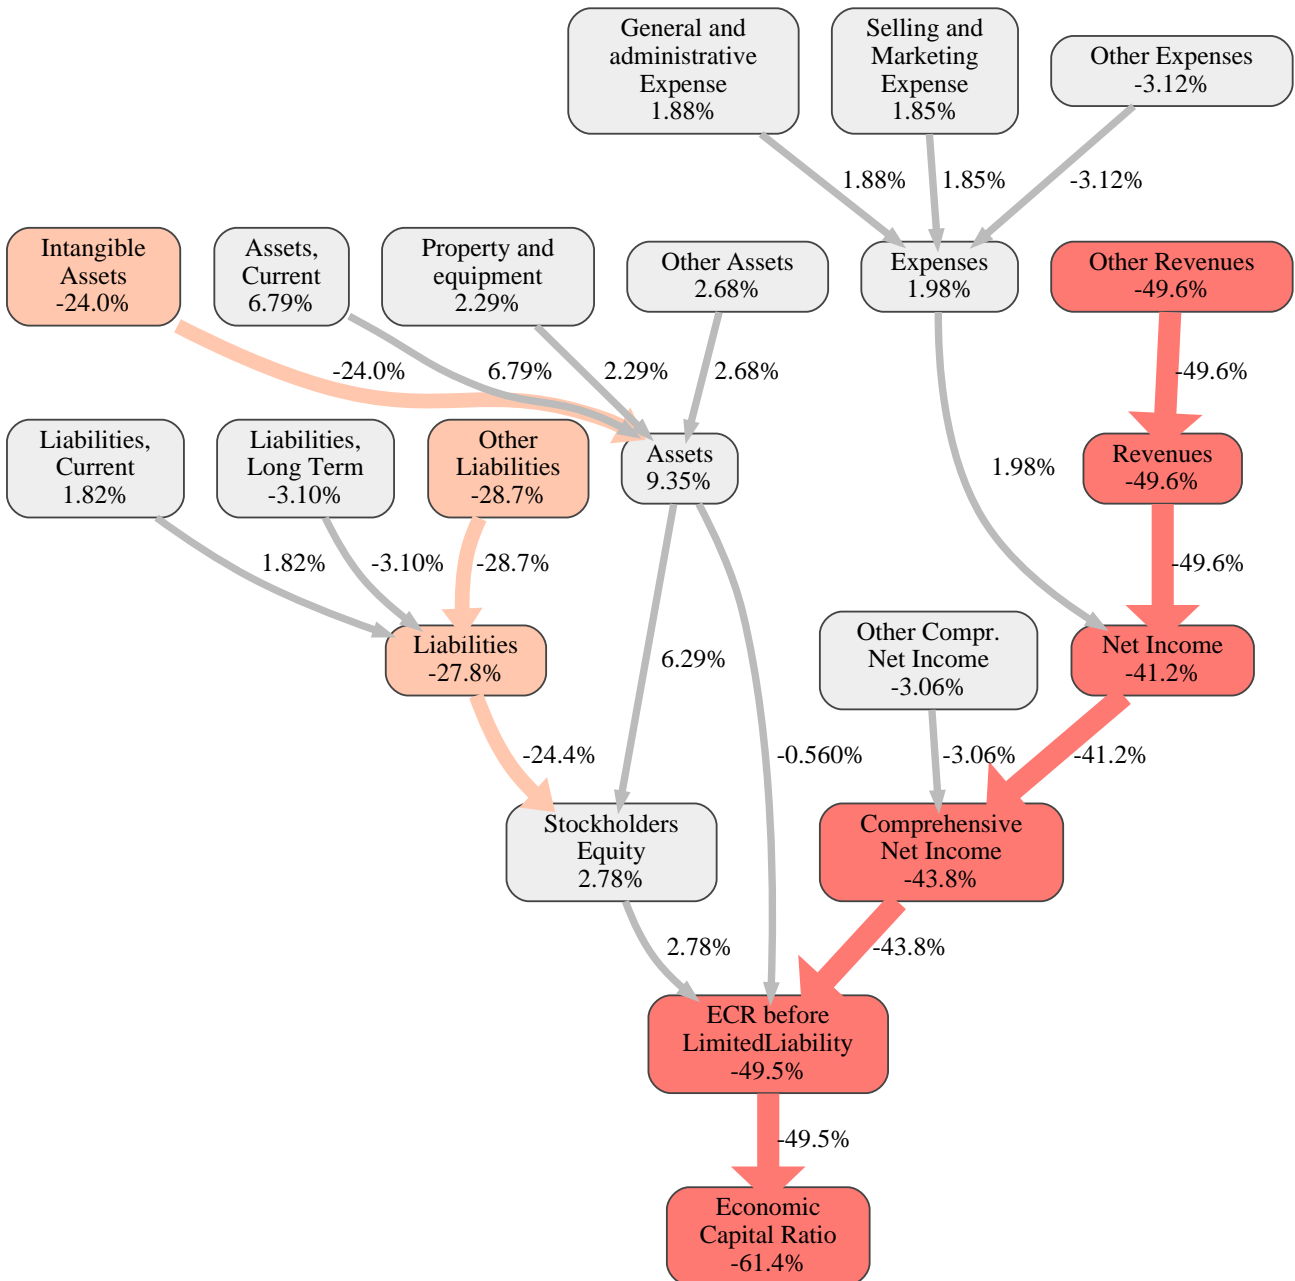 General and
administrative
Expense
1.88%
Selling and
Marketing
Expense
1.85%
Other Expenses
-3.12%
1.88%
1.85%
-3.12%
Intangible
Assets
-24.0%
Assets,
Current
6.79%
Property and
equipment
2.29%
Other Assets
2.68%
Expenses
1.98%
Other Revenues
-49.6%
-24.0%
6.79%
2.29%
2.68%
-49.6%
Liabilities,
Current
1.82%
Liabilities,
Long Term
-3.10%
Other
Liabilities
-28.7%
Assets
9.35%
1.98%
Revenues
-49.6%
1.82%
-3.10%
-28.7%
-49.6%
Liabilities
-27.8%
6.29%
Other Compr.
Net Income
-3.06%
Net Income
-41.2%
-24.4%
-0.560%
-3.06%
-41.2%
Stockholders
Equity
2.78%
Comprehensive
Net Income
-43.8%
2.78%
-43.8%
ECR before
LimitedLiability
-49.5%
-49.5%
Economic
Capital Ratio
-61.4%